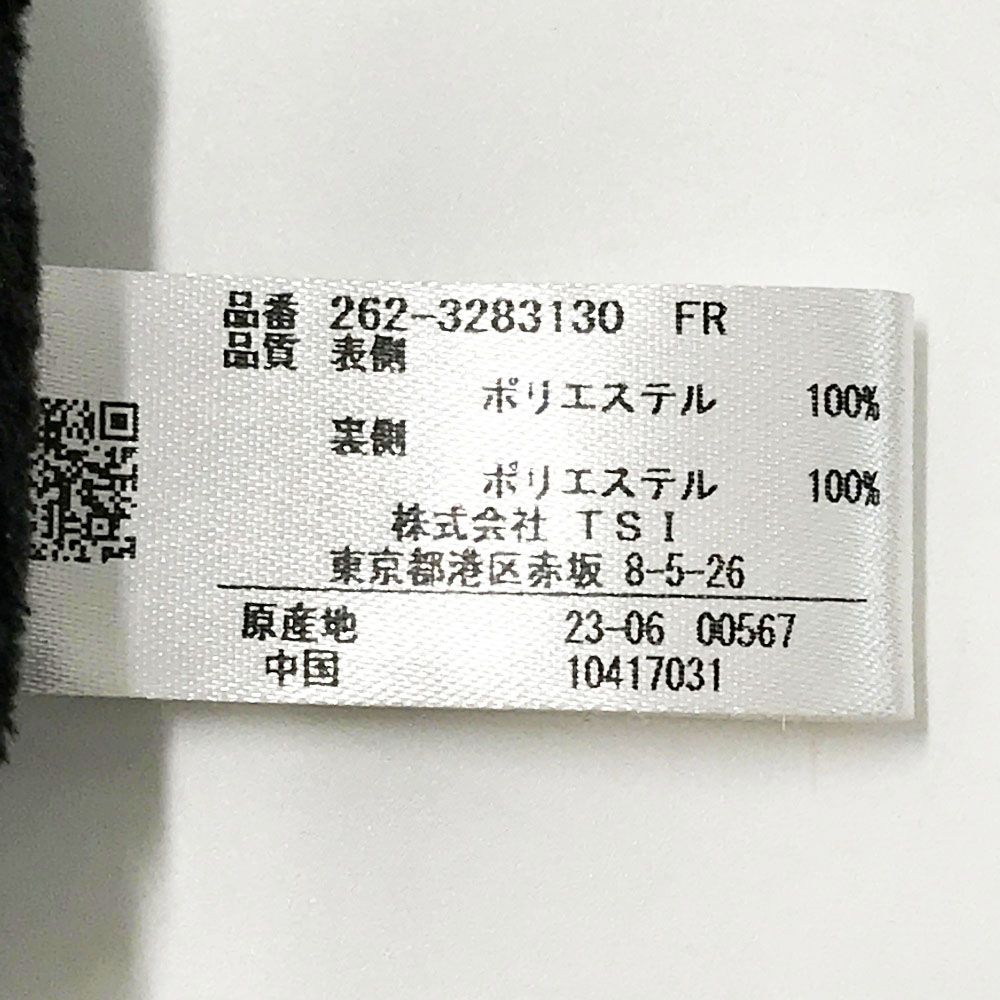 品番 262-3283130 FR
品質 表側
ポリエステル 100%
裏側
ポリエステル 100%
株式会社 TSI
東京都港区赤坂 8-5-26
原産地 23-06 00567
中国 10417031